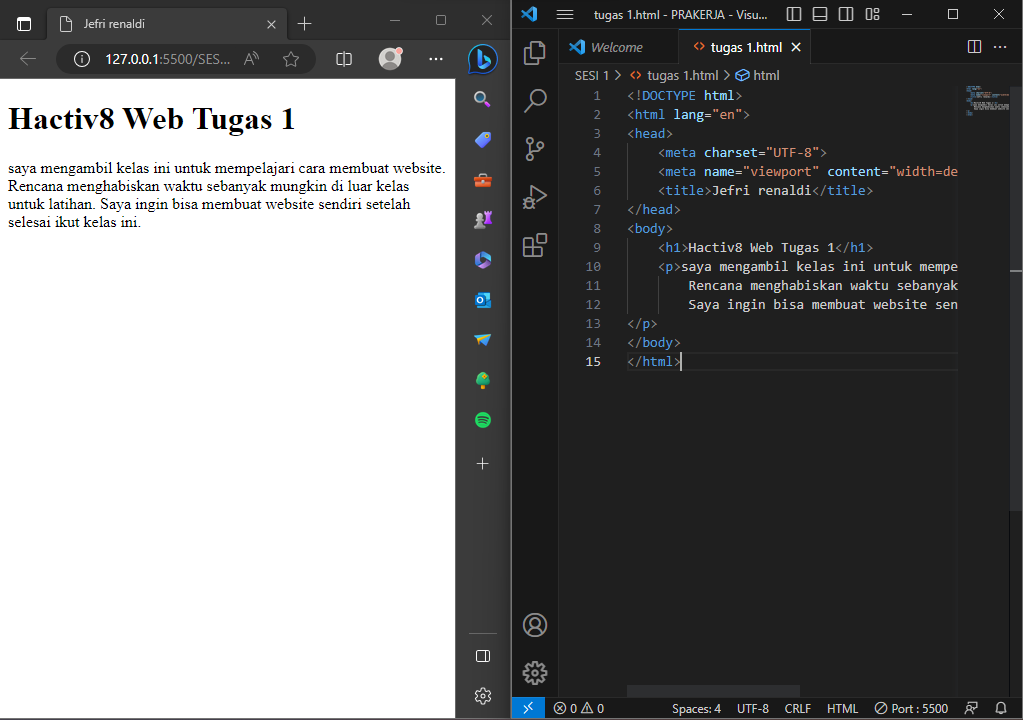 Jefri renaldi
127.0.0.1:5500/SES...
Hactiv8 Web Tugas 1
saya mengambil kelas ini untuk mempelajari cara membuat website.
Rencana menghabiskan waktu sebanyak mungkin di luar kelas
untuk latihan. Saya ingin bisa membuat website sendiri setelah
selesai ikut kelas ini.
tugas 1.html - PRAKERJA - Visu...
Welcome
tugas 1.html
SESI 1 > tugas 1.html > html
1 <!DOCTYPE html>
2 <html lang="en">
3 <head>
4 <meta charset="UTF-8">
5 <meta name="viewport" content="width=de
6 <title>Jefri renaldi</title>
7 </head>
8 <body>
9 <h1>Hactiv8 Web Tugas 1</h1>
10 <p>saya mengambil kelas ini untuk mempe
11 Rencana menghabiskan waktu sebanyak
12 Saya ingin bisa membuat website sen
13 </p>
14 </body>
15 </html>
0 0 Spaces: 4 UTF-8 CRLF HTML Port : 5500